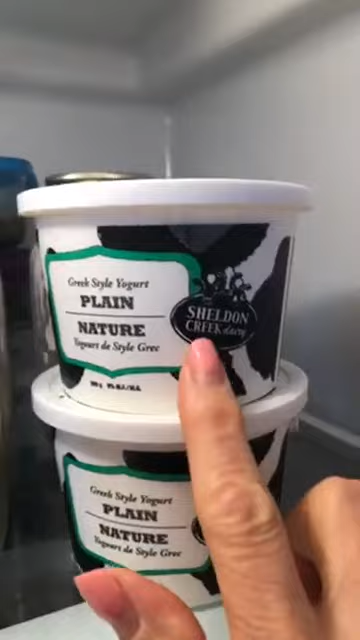 Greek Style Yogurt
PLAIN
NATURE
Yogourt de Style Grec
SHELDON
CREEK dairy
Greek Style Yogurt
PLAIN
NATURE
Yogourt de Style Grec